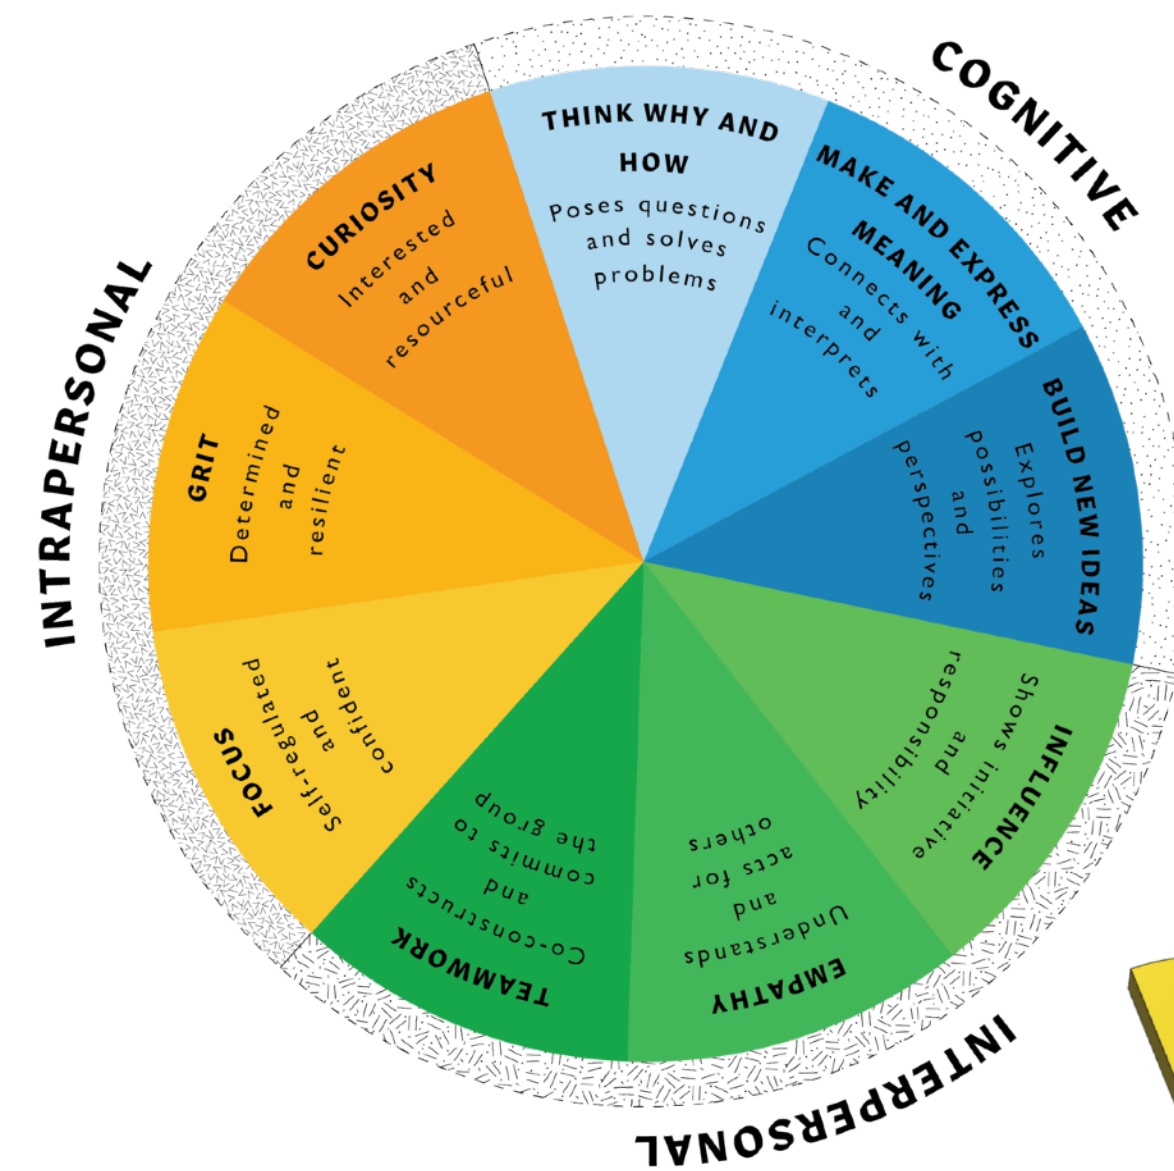 COGNITIVE
THINK WHY AND
HOW
Poses questions
and solves
problems
MAKE AND EXPRESS
MEANING
Connects with
and
interprets
BUILD NEW IDEAS
Explores
possibilities
and
perspectives
INTERPERSONAL
INFLUENCE
Shows initiative
and
responsibility
EMPATHY
Understands
and
acts for
others
TEAMWORK
Co-constructs
and
commits to
the group
INTRAPERSONAL
FOCUS
Self-regulated
and
confident
GRIT
Determined
and
resilient
CURIOSITY
Interested
and
resourceful